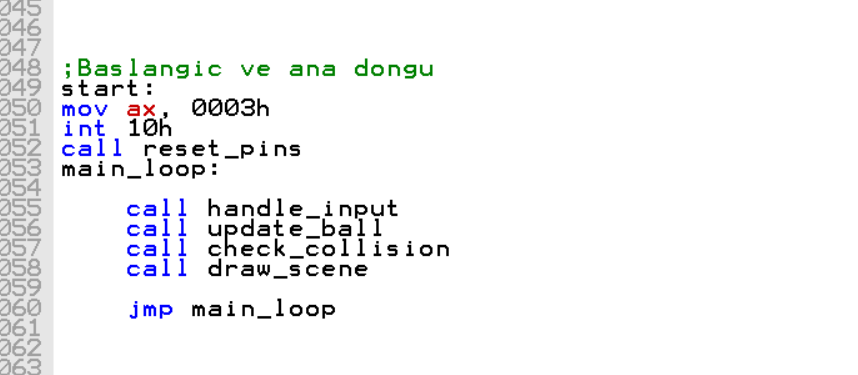 045
046
047
048 ;Baslangic ve ana dongu
049 start:
050 mov ax, 0003h
051 int 10h
052 call reset_pins
053 main_loop:
054
055 call handle_input
056 call update_ball
057 call check_collision
058 call draw_scene
059
060 jmp main_loop
061
062
063